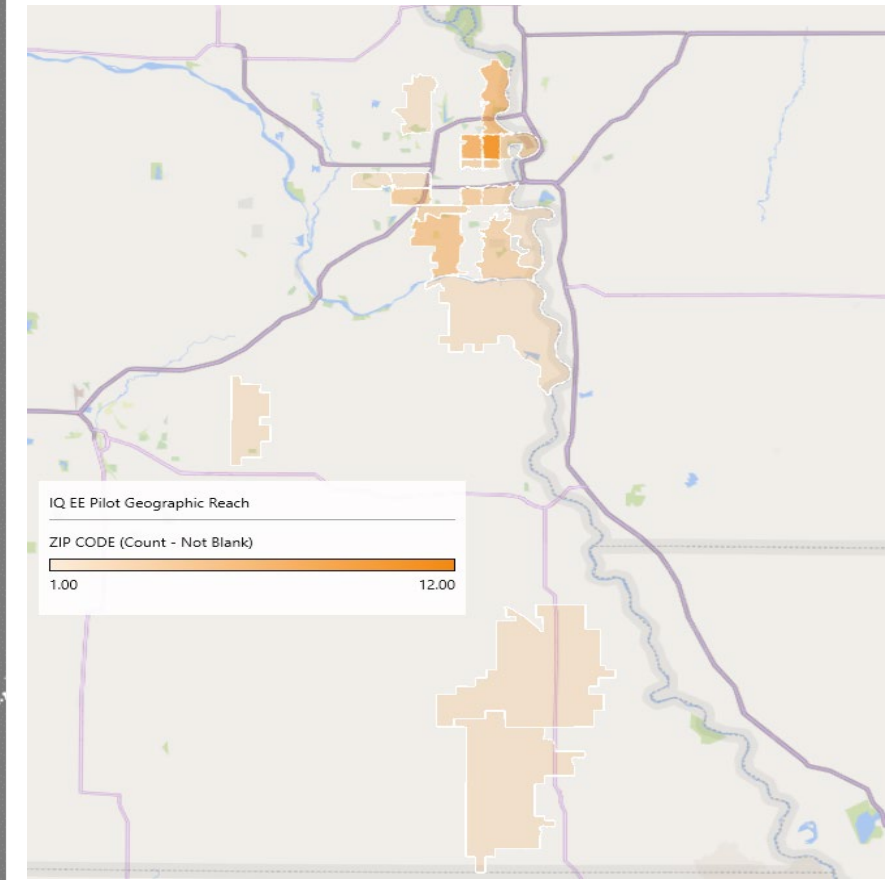 IQ EE Pilot Geographic Reach
ZIP CODE (Count - Not Blank)
1.00 12.00